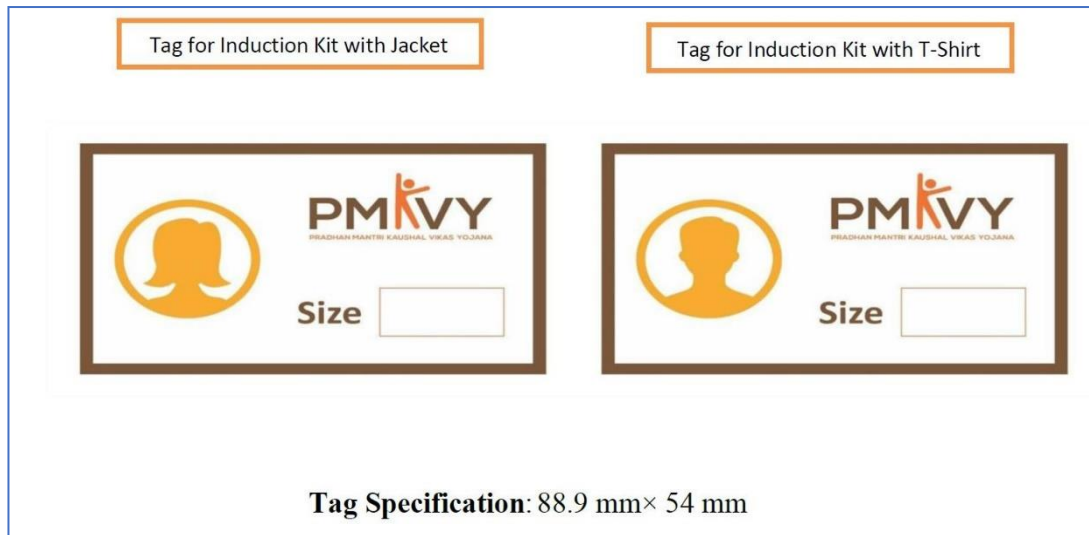 Tag for Induction Kit with Jacket
Tag for Induction Kit with T-Shirt
PMKVY
PRADHAN MANTRI KAUSHAL VIKAS YOJANA
Size
PMKVY
PRADHAN MANTRI KAUSHAL VIKAS YOJANA
Size
Tag Specification: 88.9 mm× 54 mm